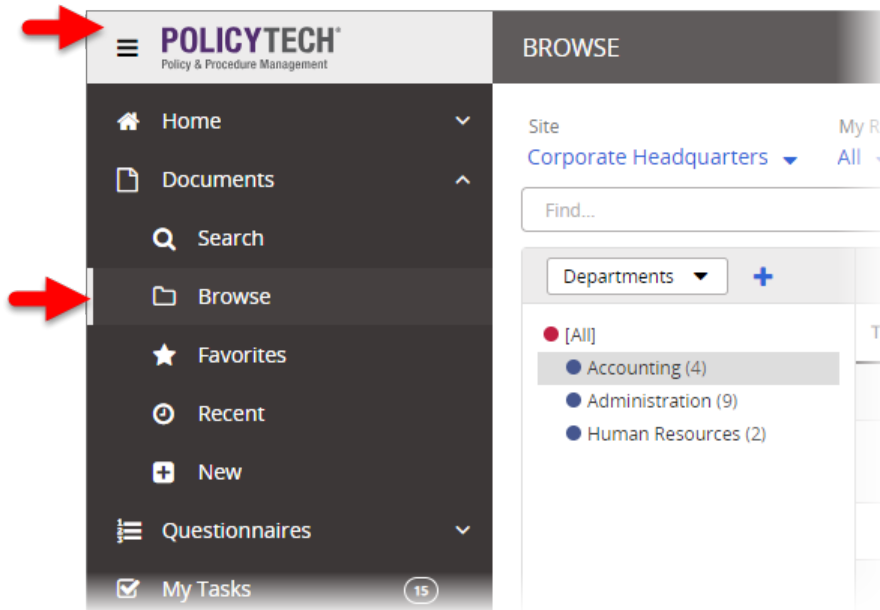 POLICYTECH®
Policy & Procedure Management
Home
Documents
Search
Browse
Favorites
Recent
New
Questionnaires
My Tasks 15
BROWSE
Site My R
Corporate Headquarters All
Find...
Departments
[All] T
Accounting (4)
Administration (9)
Human Resources (2)